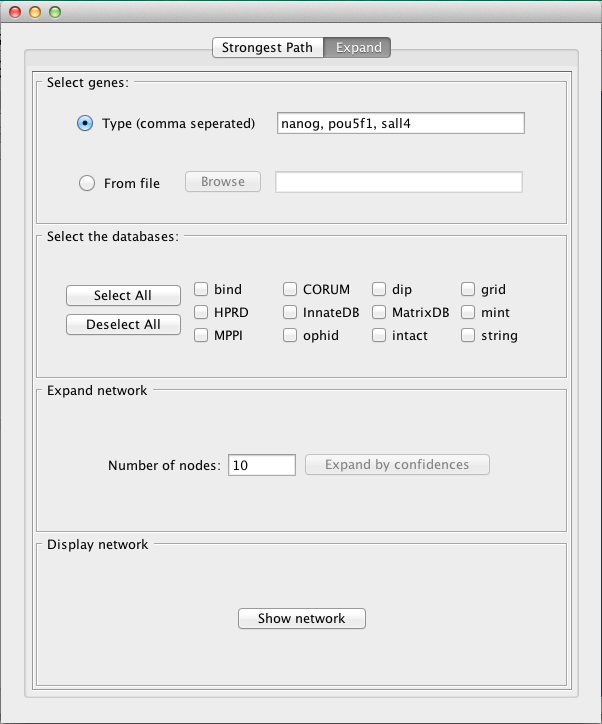 Strongest Path Expand
Select genes:
Type (comma seperated) nanog, pou5f1, sall4
From file Browse
Select the databases:
Select All
Deselect All
bind CORUM dip grid
HPRD InnateDB MatrixDB mint
MPPI ophid intact string
Expand network
Number of nodes: 10 Expand by confidences
Display network
Show network